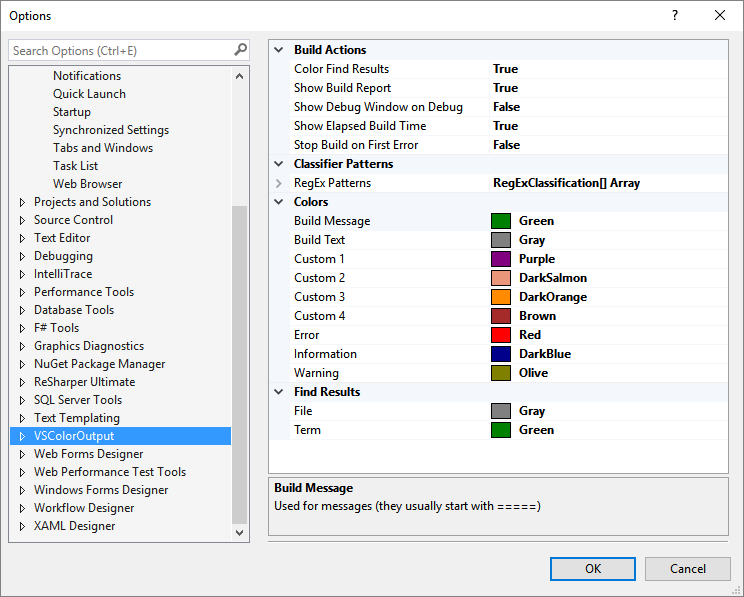 Options
?
Search Options (Ctrl+E)
Notifications
Quick Launch
Startup
Synchronized Settings
Tabs and Windows
Task List
Web Browser
Projects and Solutions
Source Control
Text Editor
Debugging
IntelliTrace
Performance Tools
Database Tools
F# Tools
Graphics Diagnostics
NuGet Package Manager
ReSharper Ultimate
SQL Server Tools
Text Templating
VSColorOutput
Web Forms Designer
Web Performance Test Tools
Windows Forms Designer
Workflow Designer
XAML Designer
Build Actions
Color Find Results True
Show Build Report True
Show Debug Window on Debug False
Show Elapsed Build Time True
Stop Build on First Error False
Classifier Patterns
RegEx Patterns RegExClassification[] Array
Colors
Build Message Green
Build Text Gray
Custom 1 Purple
Custom 2 DarkSalmon
Custom 3 DarkOrange
Custom 4 Brown
Error Red
Information DarkBlue
Warning Olive
Find Results
File Gray
Term Green
Build Message
Used for messages (they usually start with =====)
OK Cancel